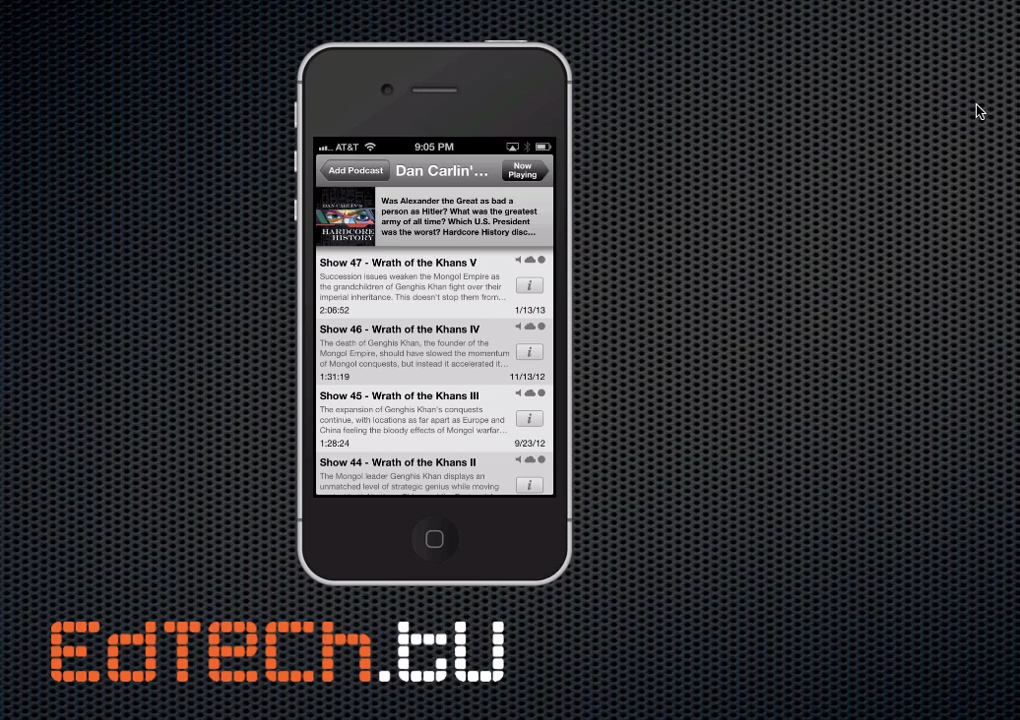 AT&T 9:05 PM
Add Podcast Dan Carlin'... Now Playing
DAN CARLIN'S
HARDCORE
HISTORY
Was Alexander the Great as bad a
person as Hitler? What was the greatest
army of all time? Which U.S. President
was the worst? Hardcore History disc...
Show 47 - Wrath of the Khans V
Succession issues weaken the Mongol Empire as
the grandchildren of Genghis Khan fight over their
imperial inheritance. This doesn't stop them from...
2:06:52 1/13/13
Show 46 - Wrath of the Khans IV
The death of Genghis Khan, the founder of the
Mongol Empire, should have slowed the momentum
of Mongol conquests, but instead it accelerated it...
1:31:19 11/13/12
Show 45 - Wrath of the Khans III
The expansion of Genghis Khan's conquests
continue, with locations as far apart as Europe and
China feeling the bloody effects of Mongol warfar...
1:28:24 9/23/12
Show 44 - Wrath of the Khans II
The Mongol leader Genghis Khan displays an
unmatched level of strategic genius while moving
EdTech.tU